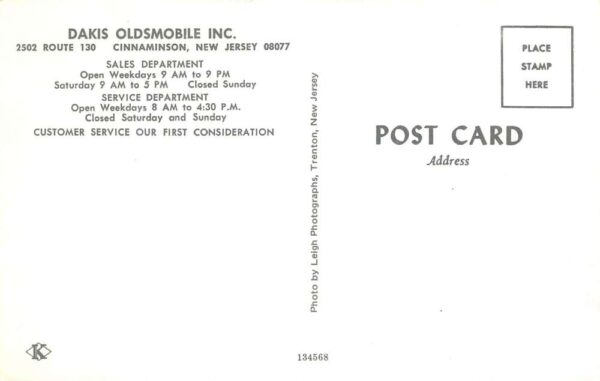 DAKIS OLDSMOBILE INC.
2502 ROUTE 130 CINNAMINSON, NEW JERSEY 08077
SALES DEPARTMENT
Open Weekdays 9 AM to 9 PM
Saturday 9 AM to 5 PM Closed Sunday
SERVICE DEPARTMENT
Open Weekdays 8 AM to 4:30 P.M.
Closed Saturday and Sunday
CUSTOMER SERVICE OUR FIRST CONSIDERATION
Photo by Leigh Photographs, Trenton, New Jersey
PLACE
STAMP
HERE
POST CARD
Address
K
134568